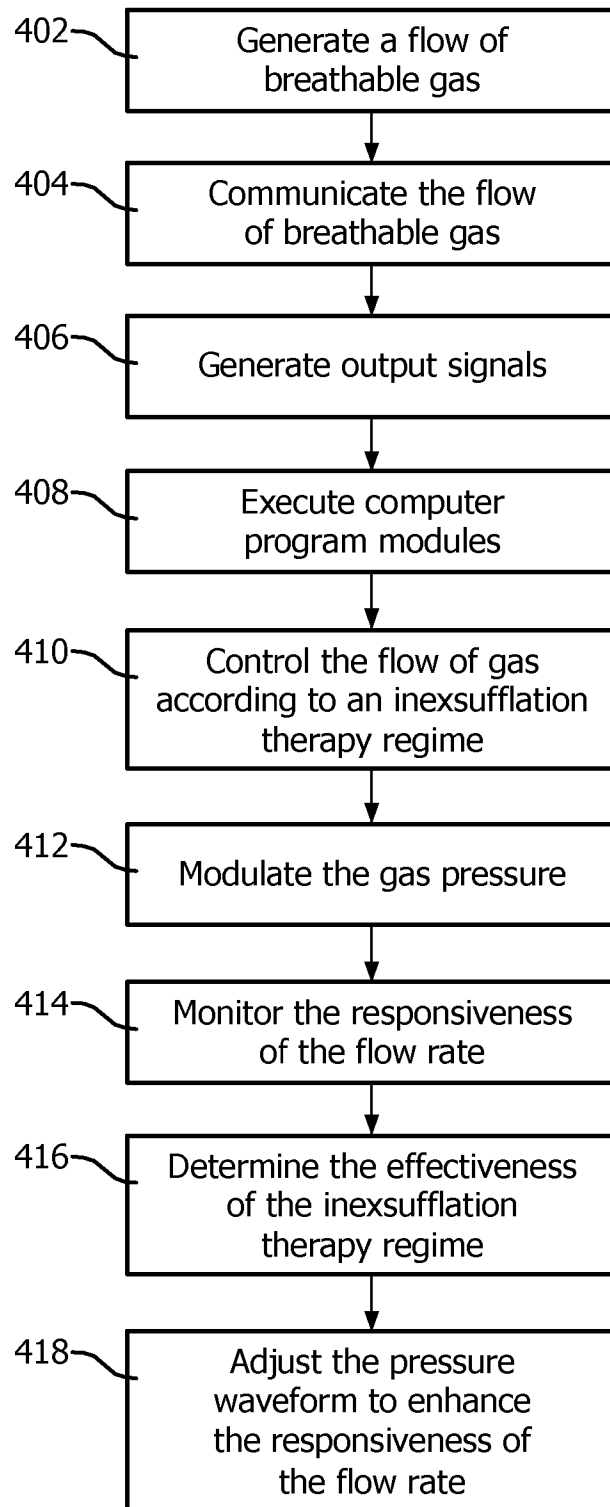 402
Generate a flow of
breathable gas
404
Communicate the flow
of breathable gas
406
Generate output signals
408
Execute computer
program modules
410
Control the flow of gas
according to an inexsufflation
therapy regime
412
Modulate the gas pressure
414
Monitor the responsiveness
of the flow rate
416
Determine the effectiveness
of the inexsufflation
therapy regime
418
Adjust the pressure
waveform to enhance
the responsiveness of
the flow rate